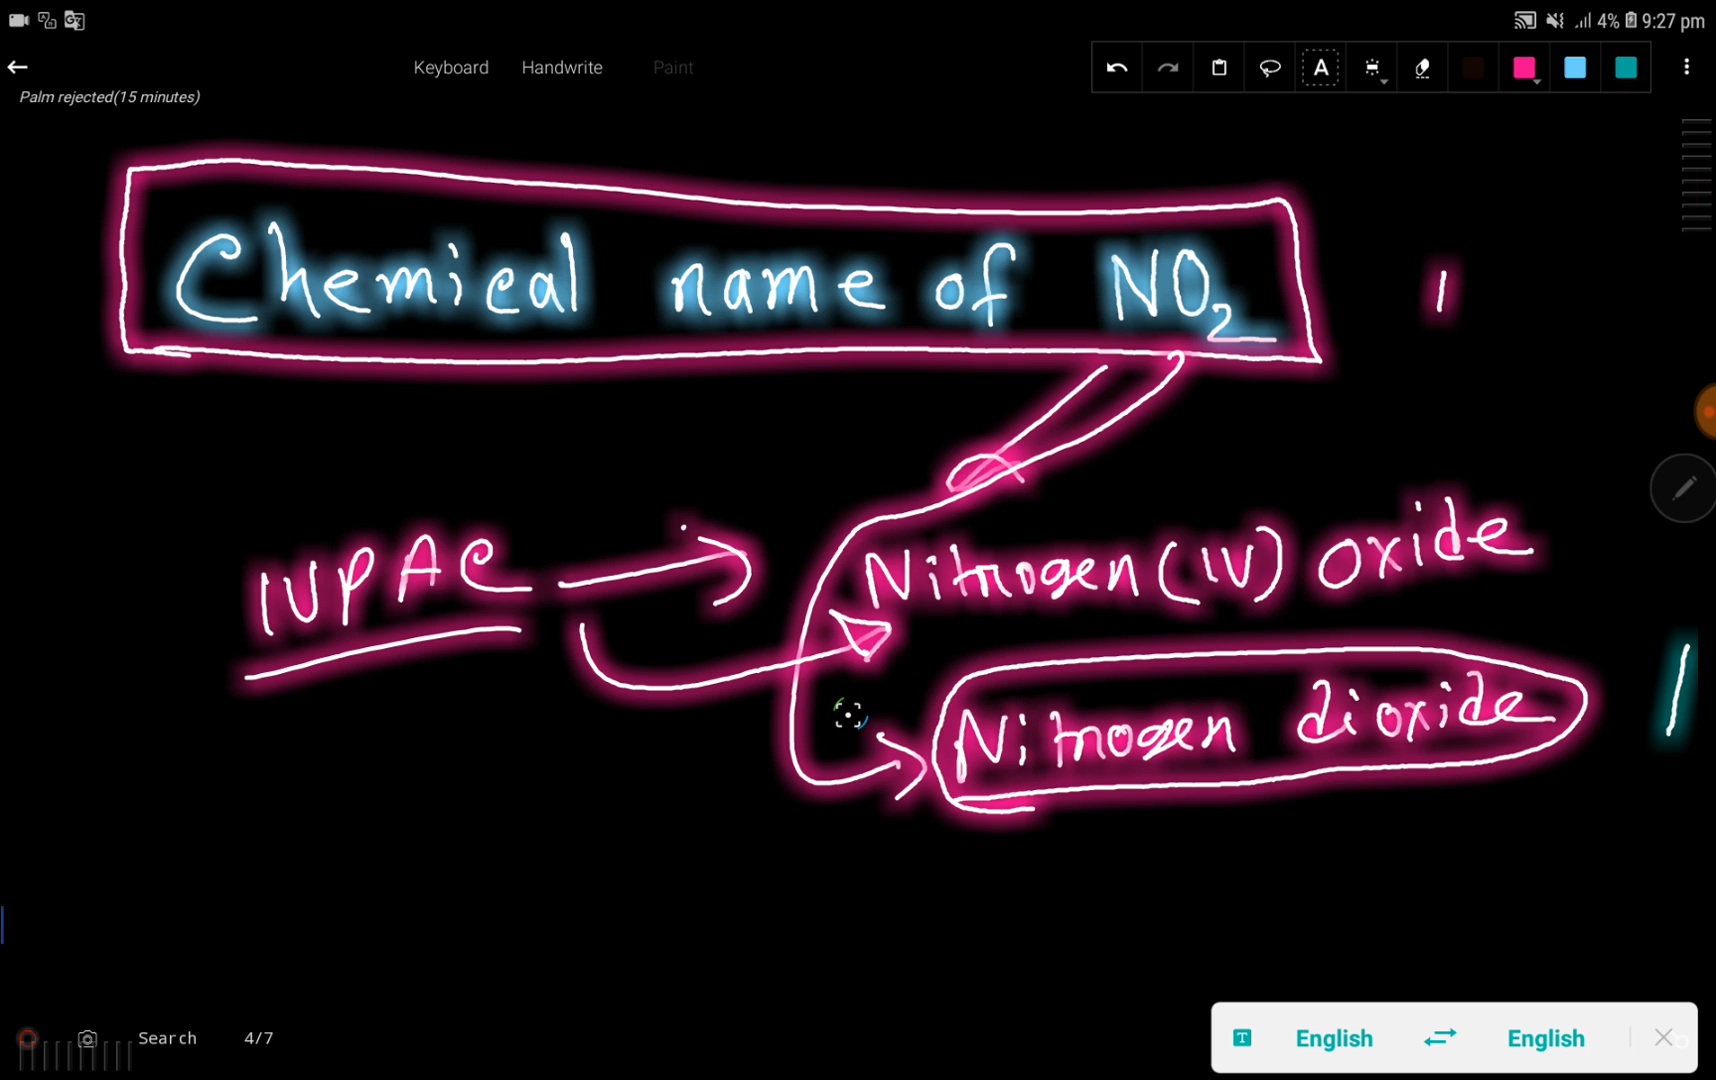 4% 9:27 pm
Keyboard Handwrite Paint
A
Palm rejected(15 minutes)
Chemical name of NO2
IUPAC Nitrogen(IV) oxide
Nitrogen dioxide
Search 4/7
T English English